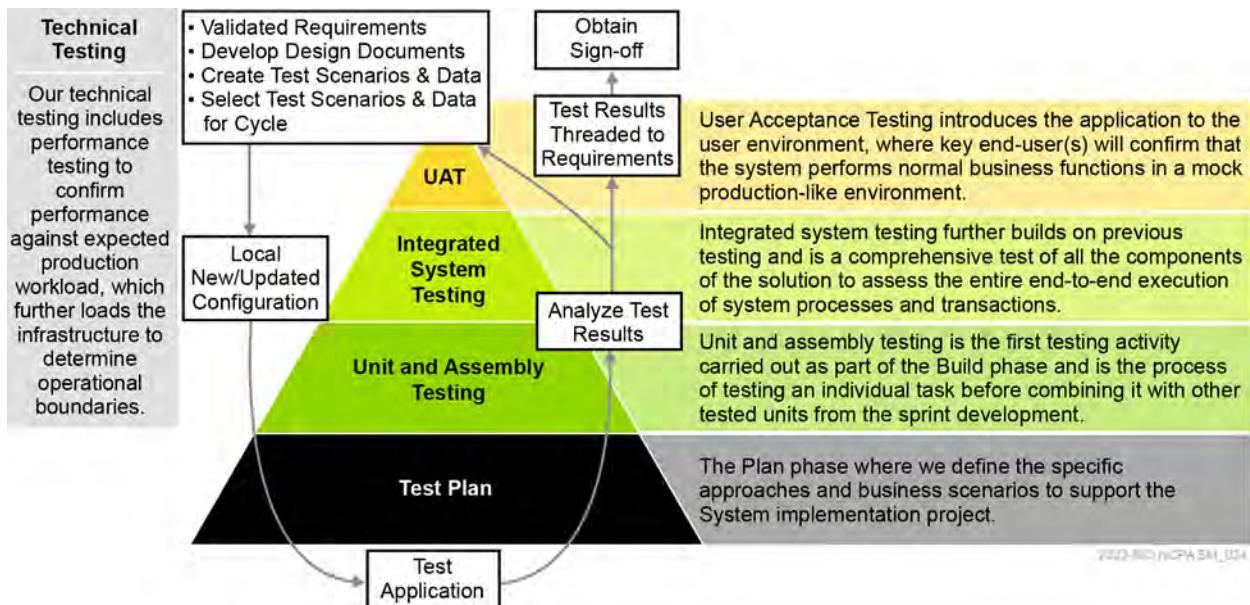 Technical
Testing
Our technical
testing includes
performance
testing to
confirm
performance
against expected
production
workload, which
further loads the
infrastructure to
determine
operational
boundaries.
• Validated Requirements
• Develop Design Documents
• Create Test Scenarios & Data
• Select Test Scenarios & Data
for Cycle
Obtain
Sign-off
Test Results
Threaded to
Requirements
UAT
User Acceptance Testing introduces the application to the
user environment, where key end-user(s) will confirm that
the system performs normal business functions in a mock
production-like environment.
Local
New/Updated
Configuration
Integrated
System
Testing
Integrated system testing further builds on previous
testing and is a comprehensive test of all the components
of the solution to assess the entire end-to-end execution
of system processes and transactions.
Analyze Test
Results
Unit and Assembly
Testing
Unit and assembly testing is the first testing activity
carried out as part of the Build phase and is the process
of testing an individual task before combining it with other
tested units from the sprint development.
Test Plan
The Plan phase where we define the specific
approaches and business scenarios to support the
System implementation project.
Test
Application